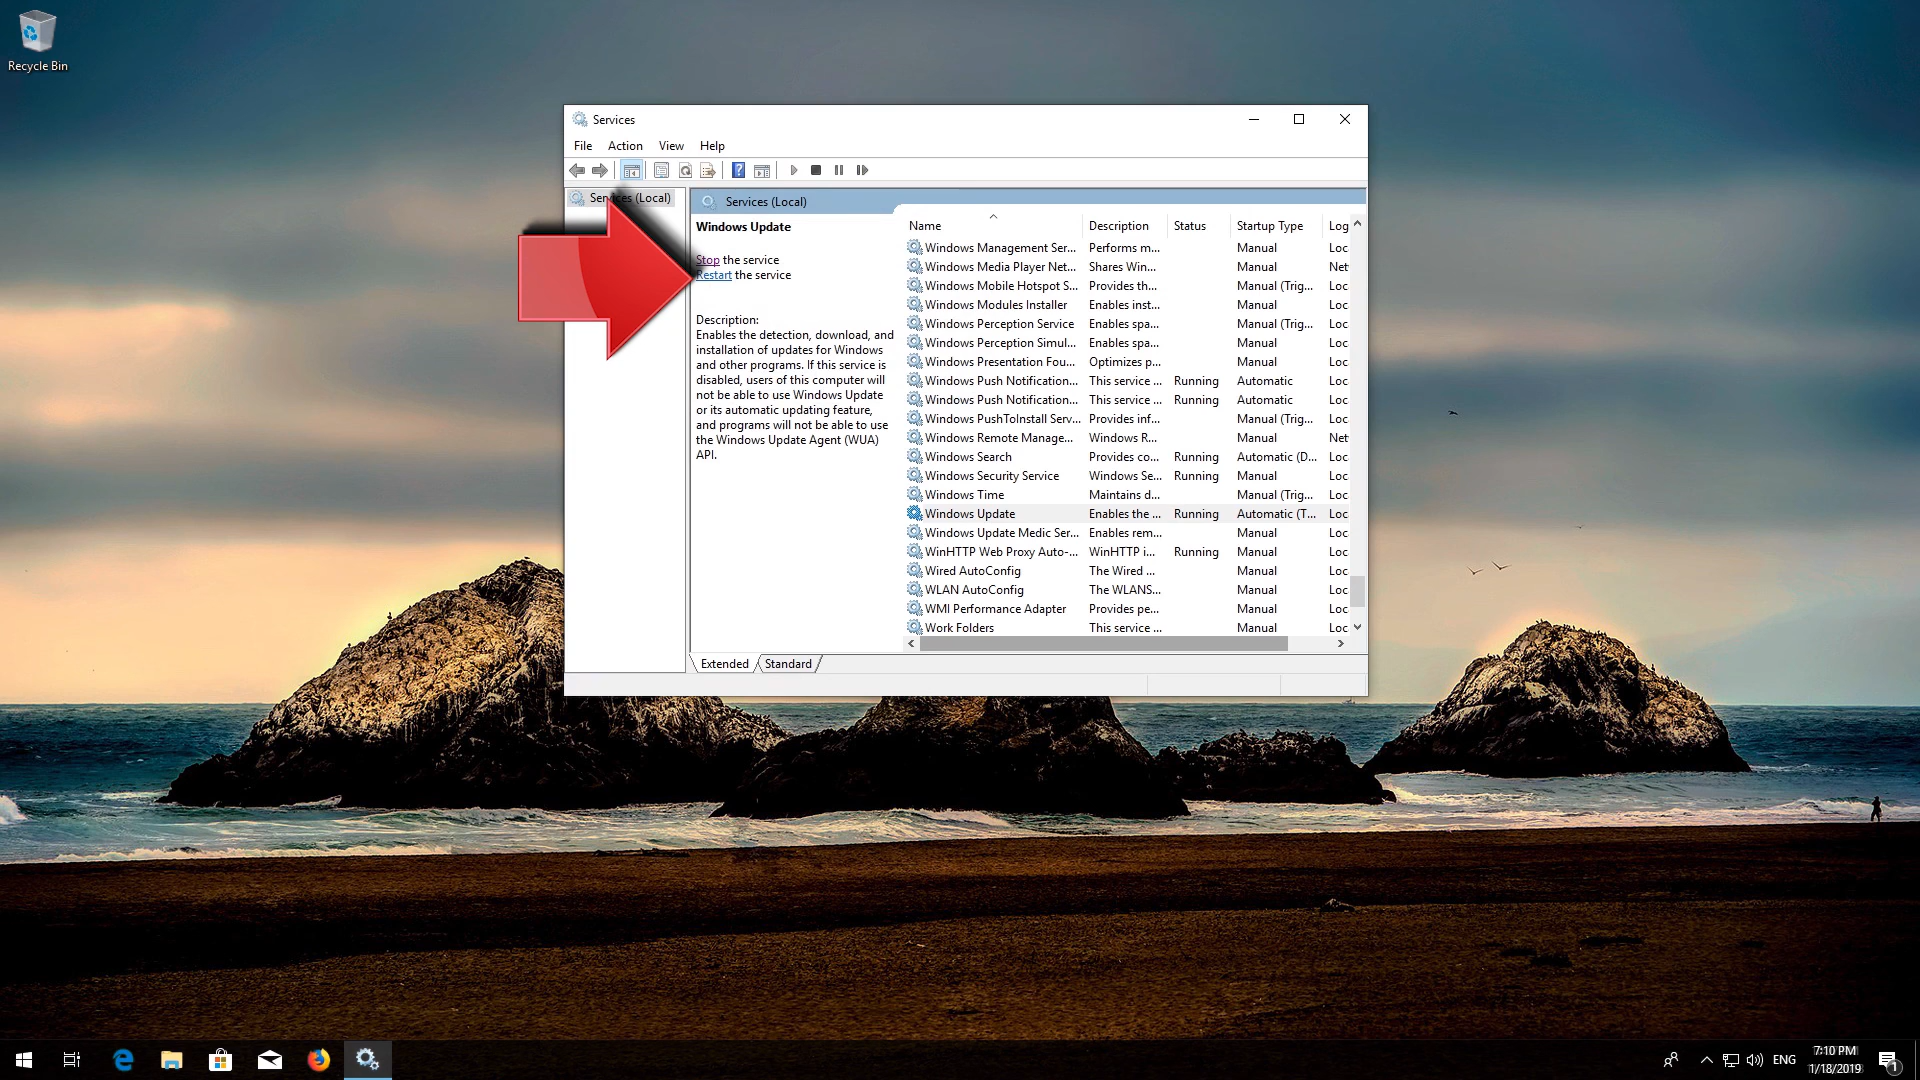 Recycle Bin
Services
File Action View Help
Services (Local)
Services (Local)
Windows Update
Stop the service
Restart the service
Description:
Enables the detection, download, and
installation of updates for Windows
and other programs. If this service is
disabled, users of this computer will
not be able to use Windows Update
or its automatic updating feature,
and programs will not be able to use
the Windows Update Agent (WUA)
API.
Name Description Status Startup Type Log
Windows Management Ser... Performs m... Manual Loc
Windows Media Player Net... Shares Win... Manual Net
Windows Mobile Hotspot S... Provides th... Manual (Trig... Loc
Windows Modules Installer Enables inst... Manual Loc
Windows Perception Service Enables spa... Manual (Trig... Loc
Windows Perception Simul... Enables spa... Manual Loc
Windows Presentation Fou... Optimizes p... Manual Loc
Windows Push Notification... This service ... Running Automatic Loc
Windows Push Notification... This service ... Running Automatic Loc
Windows PushToInstall Serv... Provides inf... Manual (Trig... Loc
Windows Remote Manage... Windows R... Manual Net
Windows Search Provides co... Running Automatic (D... Loc
Windows Security Service Windows Se... Running Manual Loc
Windows Time Maintains d... Manual (Trig... Loc
Windows Update Enables the ... Running Automatic (T... Loc
Windows Update Medic Ser... Enables rem... Manual Loc
WinHTTP Web Proxy Auto-... WinHTTP i... Running Manual Loc
Wired AutoConfig The Wired ... Manual Loc
WLAN AutoConfig The WLANS... Manual Loc
WMI Performance Adapter Provides pe... Manual Loc
Work Folders This service ... Manual Loc
Extended Standard
ENG
7:10 PM
1/18/2019
1